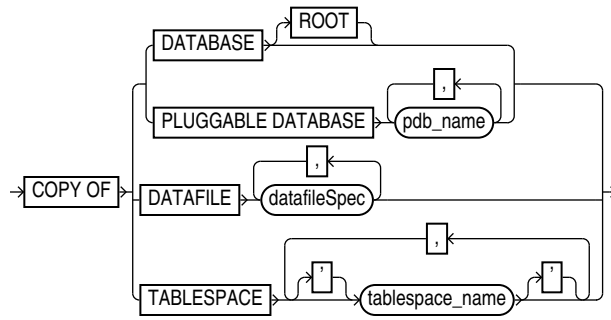 ROOT
DATABASE
,
PLUGGABLE DATABASE pdb_name
,
COPY OF DATAFILE datafileSpec
,
' '
TABLESPACE tablespace_name